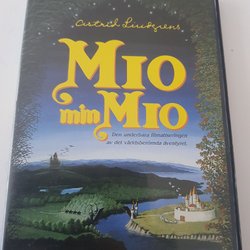 Astrid Lindgrens
MIO
min
MIO
Den underbara filmatiseringen
av det världsberömda äventyret.